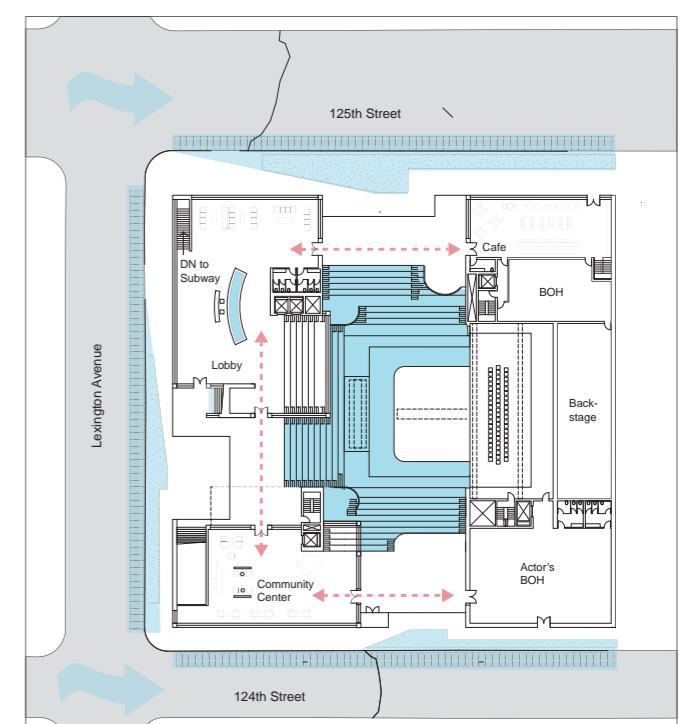 125th Street
Cafe
DN to
Subway
BOH
Lobby
Lexington Avenue
Back-
stage
Actor's
BOH
Community
Center
124th Street